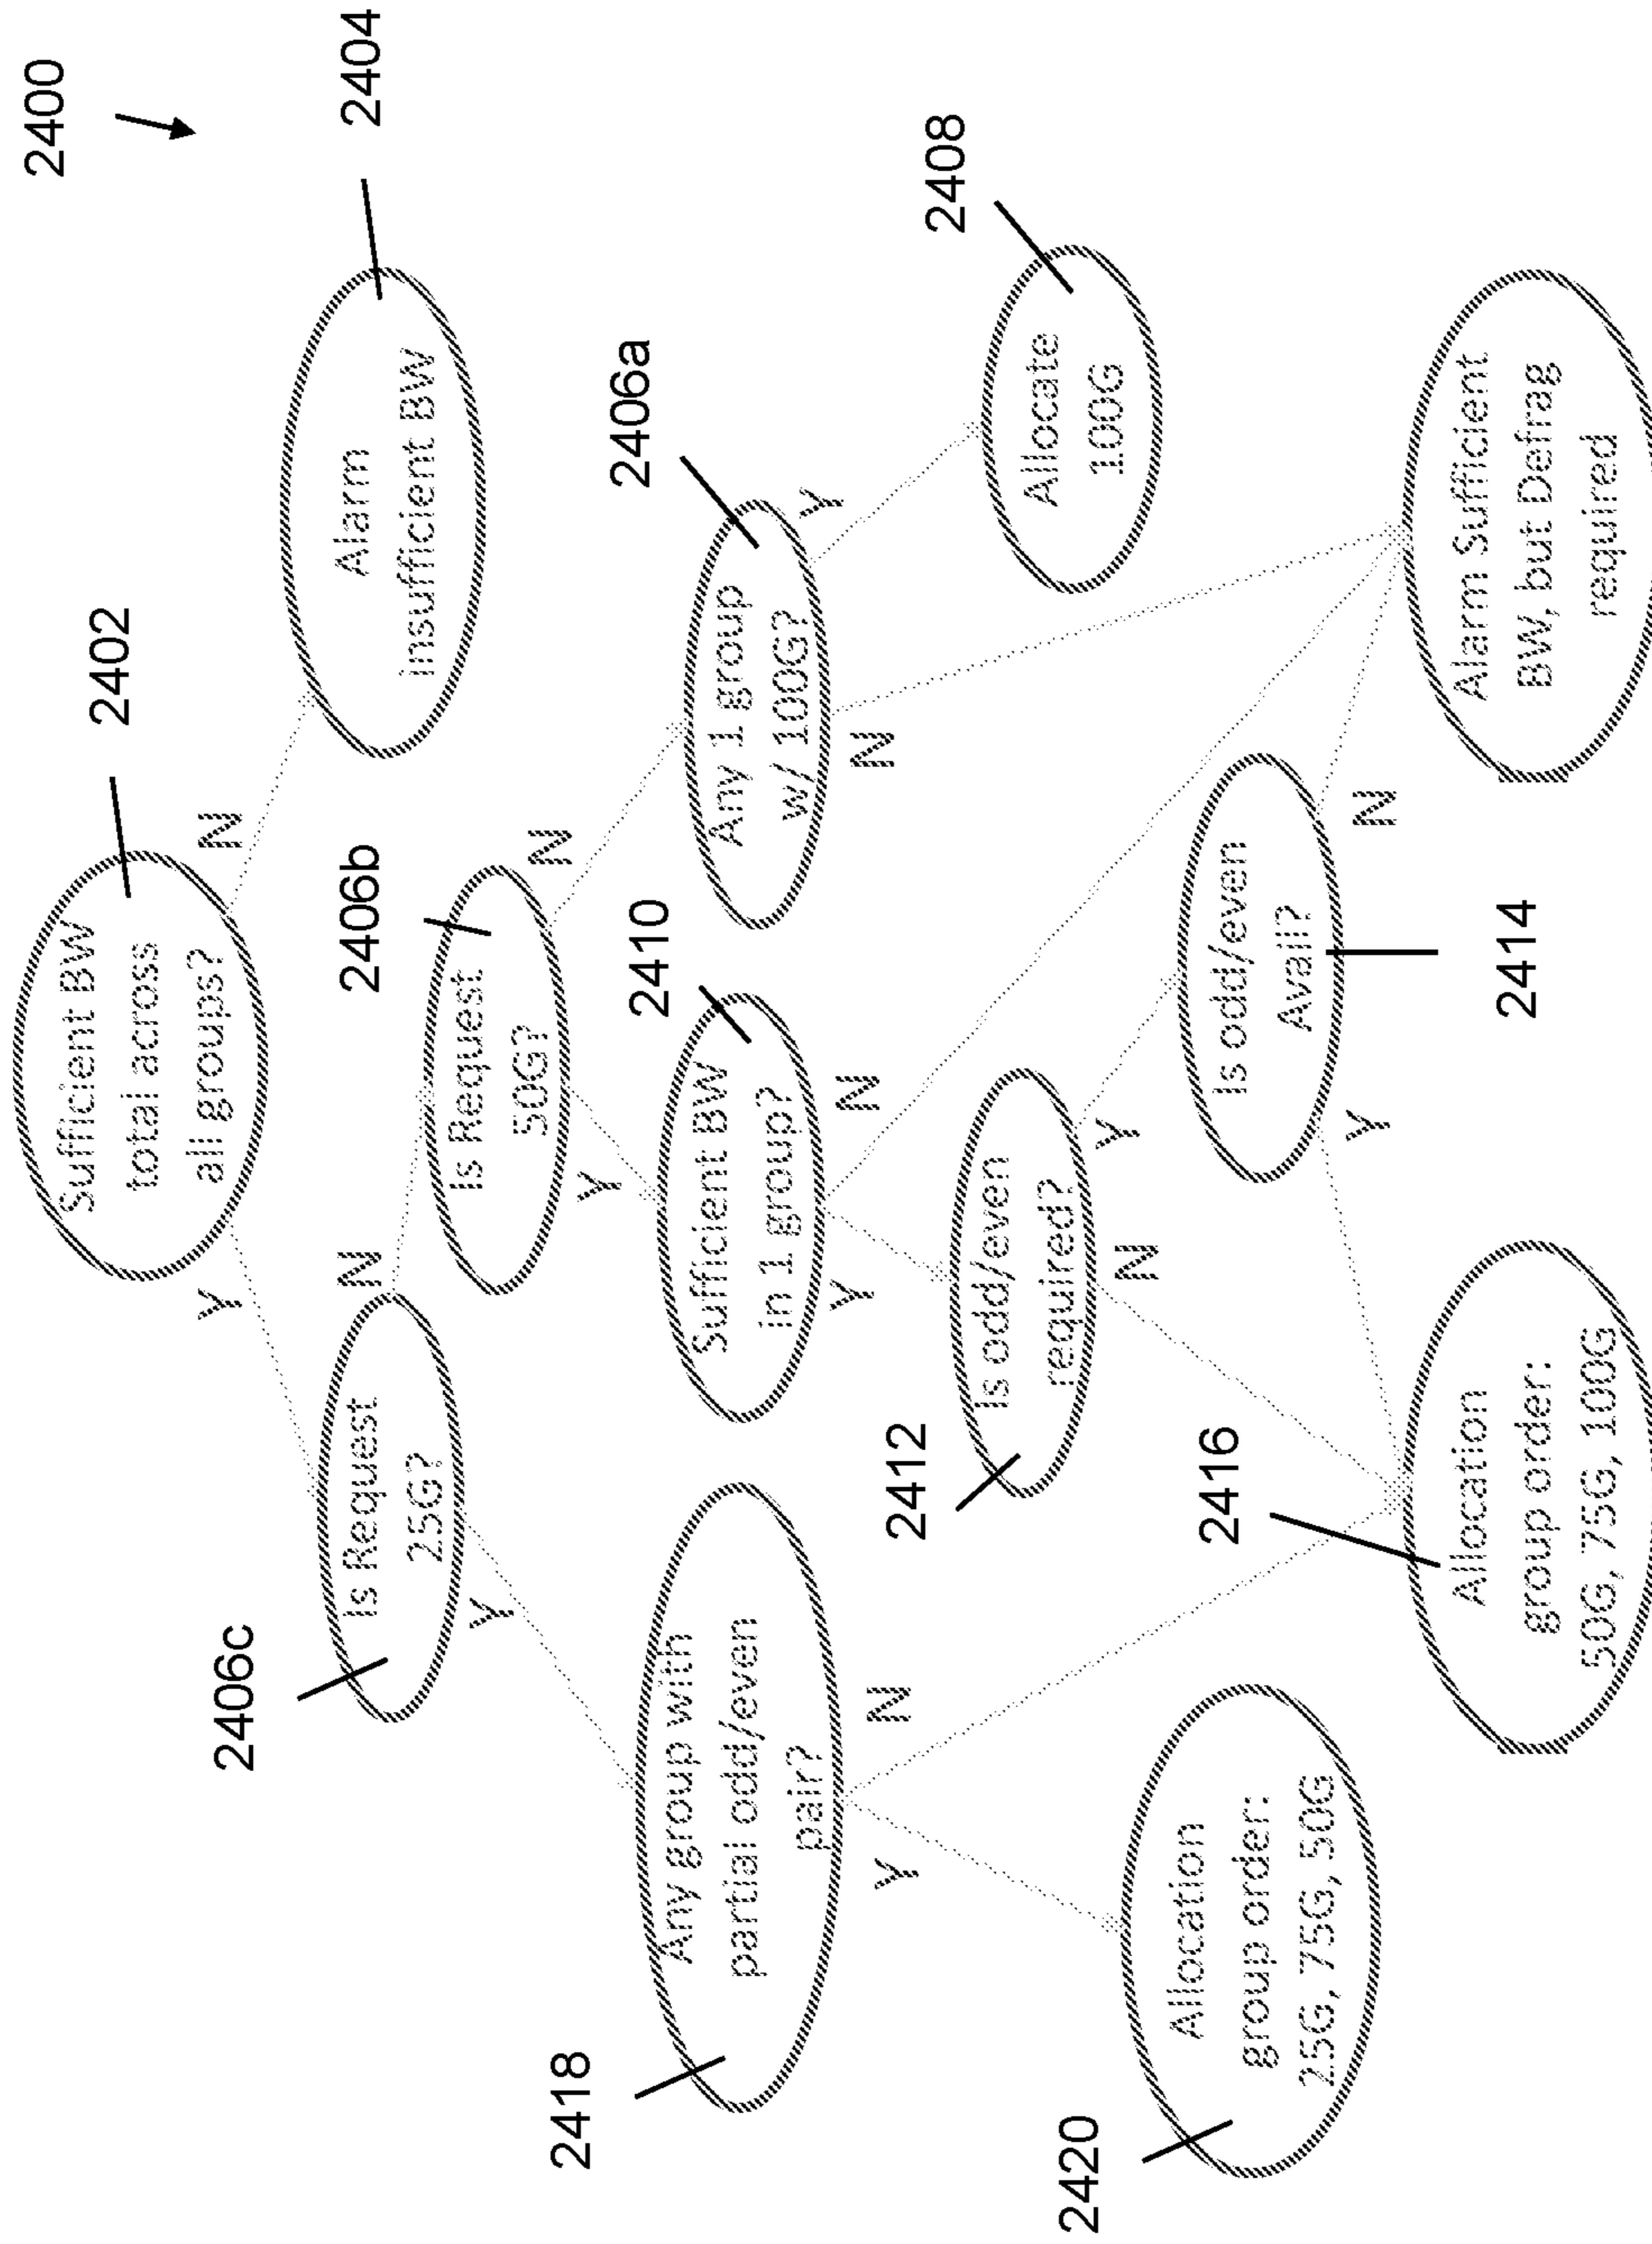 2400
2402
Sufficient BW
total across
all groups?
Y
N
2404
Alarm
insufficient BW
2406c
Is Request
25G?
Y
N
2406b
Is Request
50G?
Y
N
2418
Any group with
partial odd/even
pair?
Y
N
2410
Sufficient BW
in 1 group?
Y
N
2406a
Any 1 group
w/ 100G?
N
Y
2412
Is odd/even
required?
N
Y
2408
Allocate
100G
2420
Allocation
group order:
25G, 75G, 50G
Is odd/even
Avail?
Y
N
2414
2416
Allocation
group order:
50G, 75G, 100G
Alarm Sufficient
BW, but Defrag
required